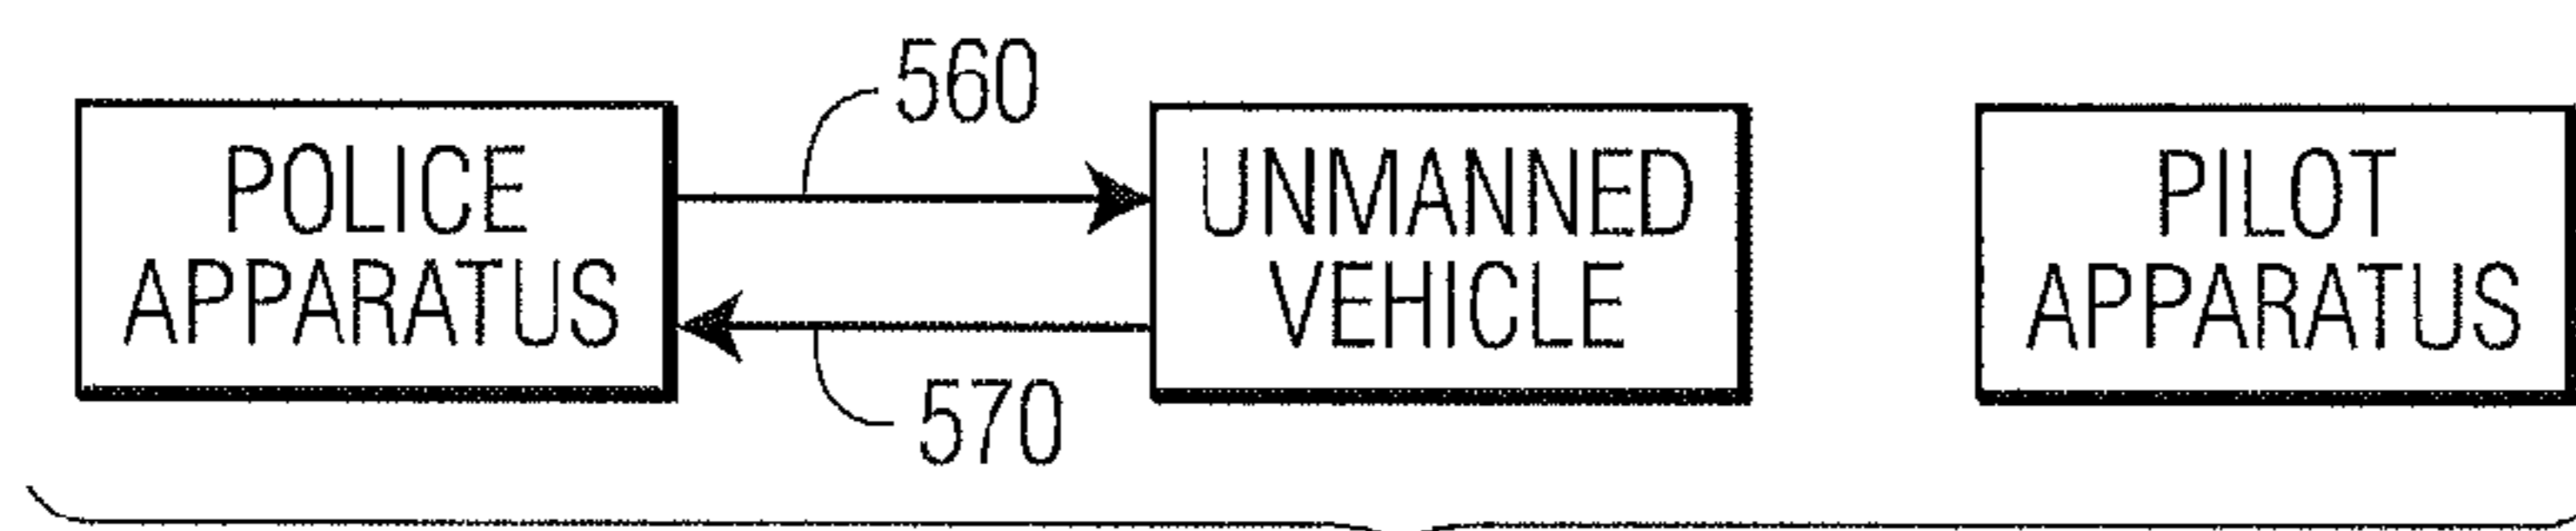 560
POLICE
APPARATUS
UNMANNED
VEHICLE
PILOT
APPARATUS
570